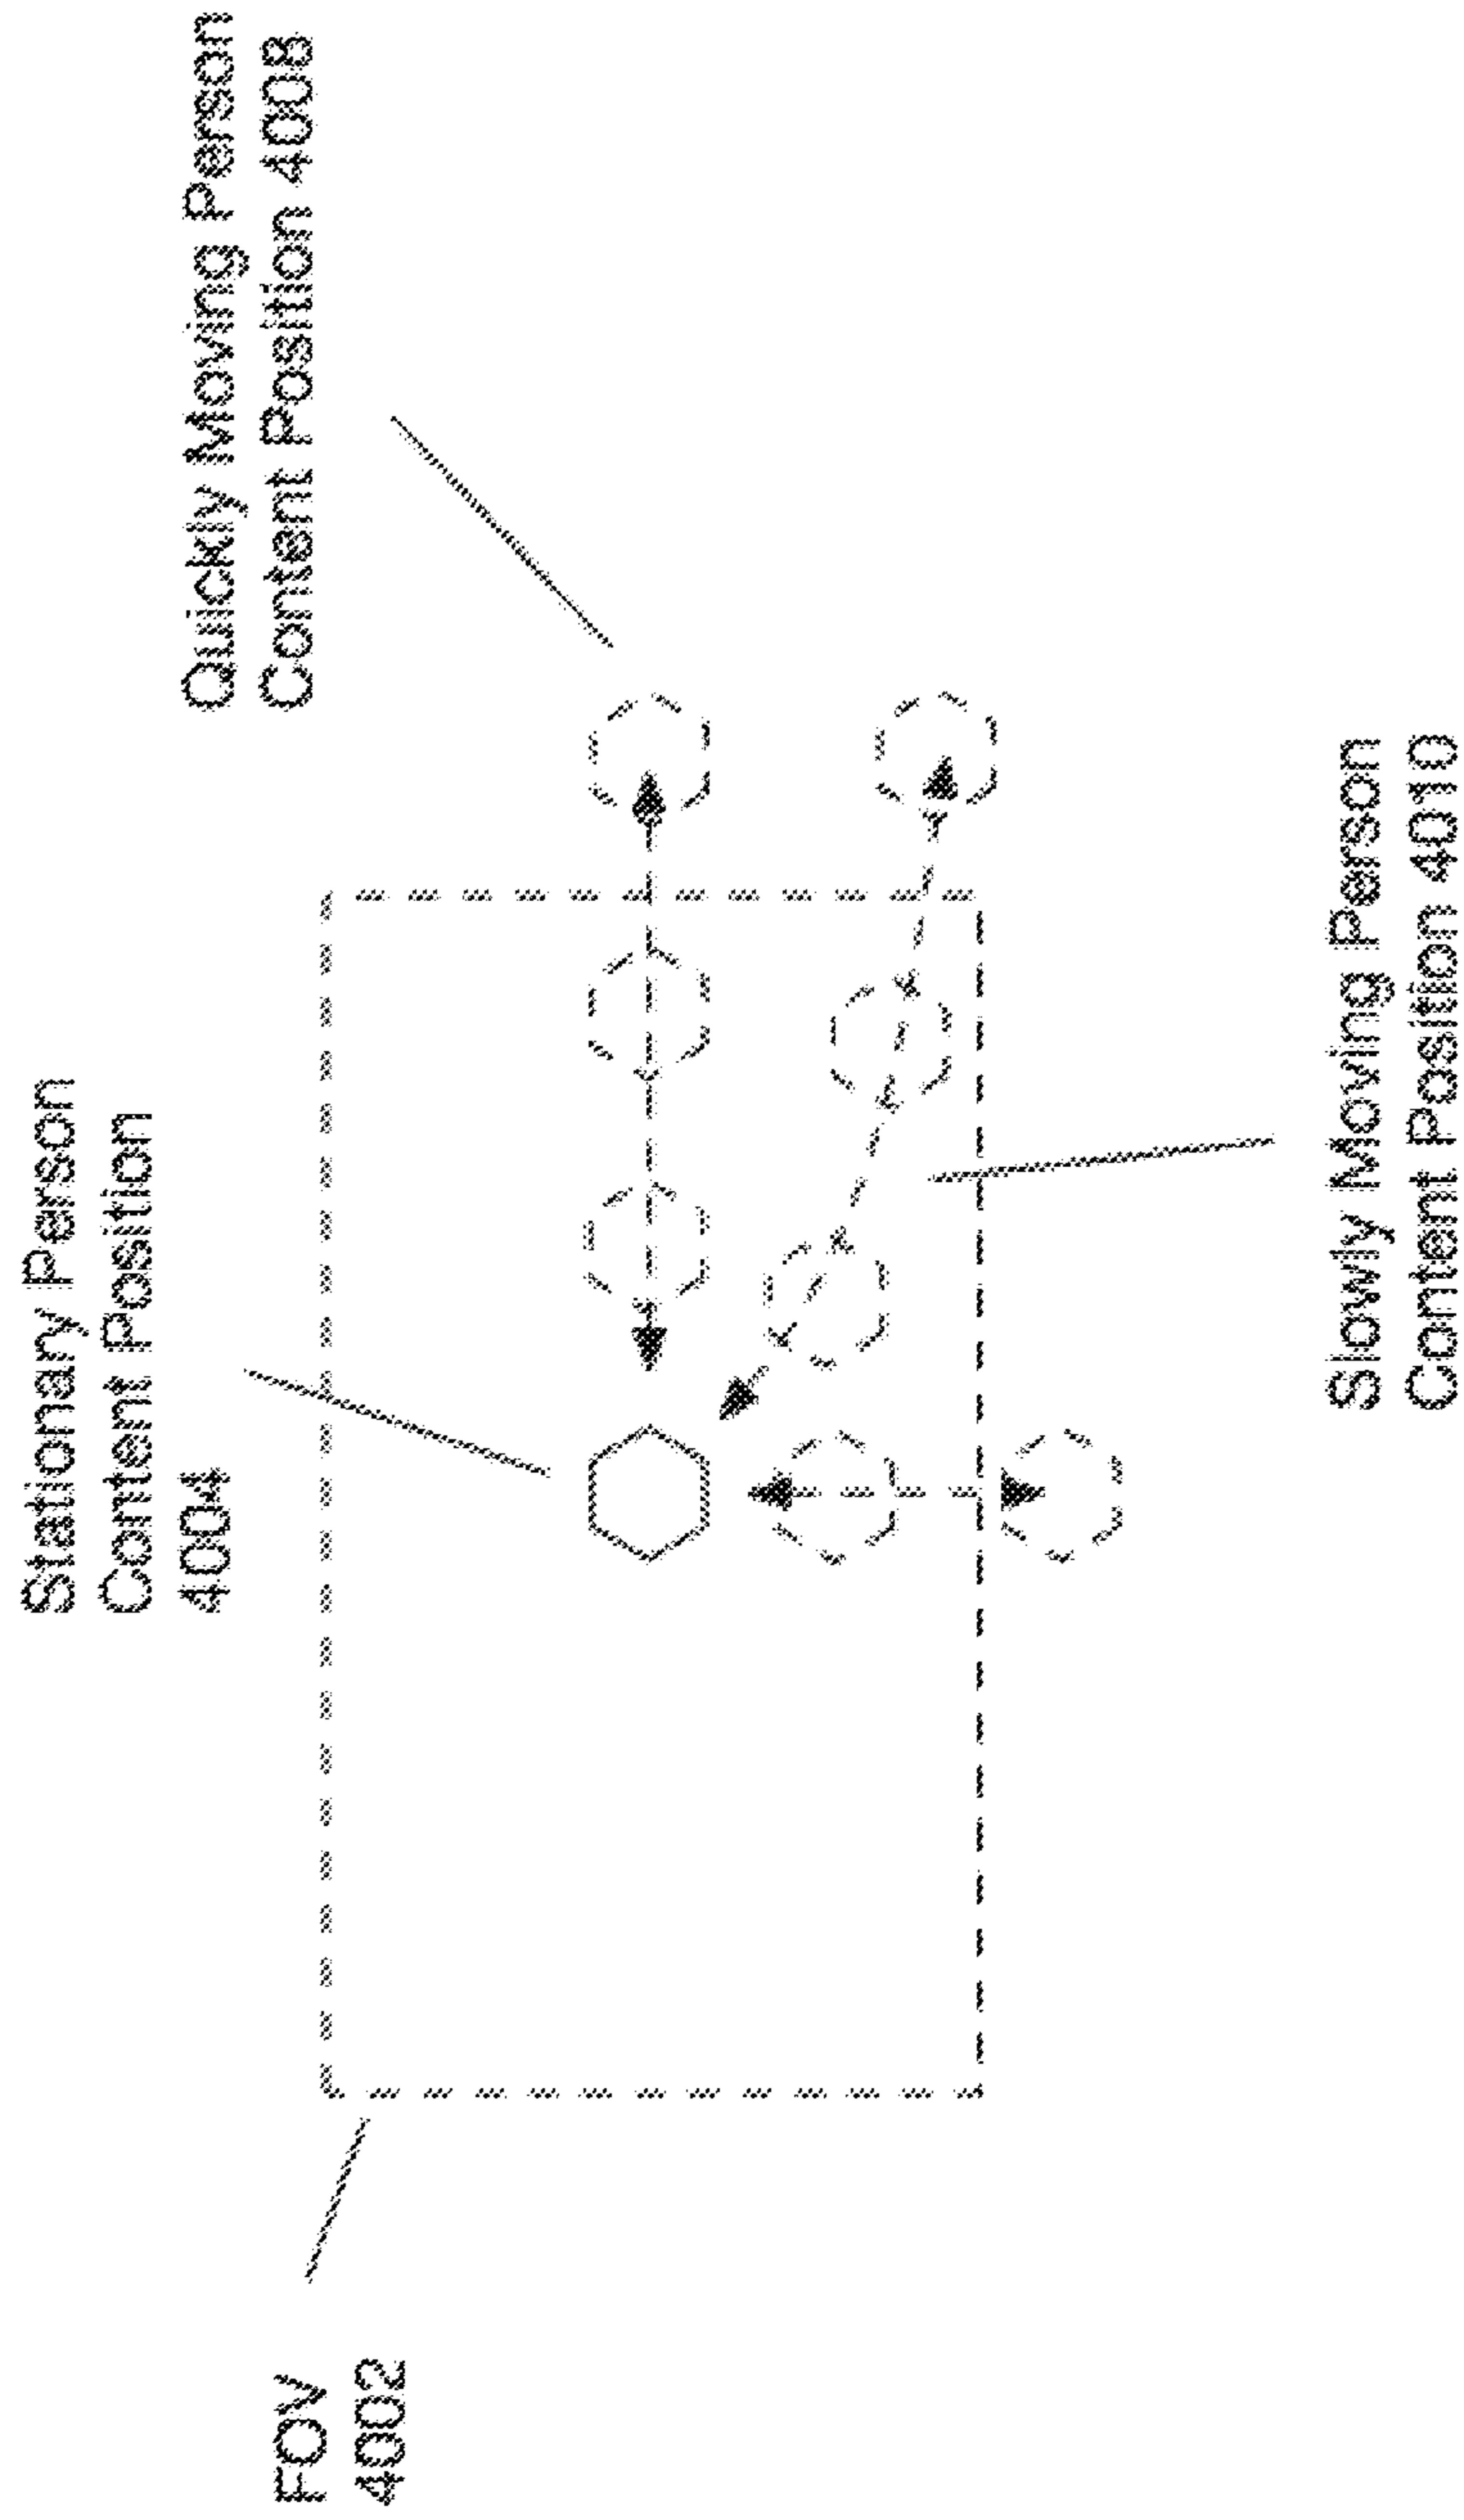 Stationary Person
Content Position
4004
Quickly Moving Person
Content Position 4008
FOV
4002
Slowly Moving Person
Content Position 4010